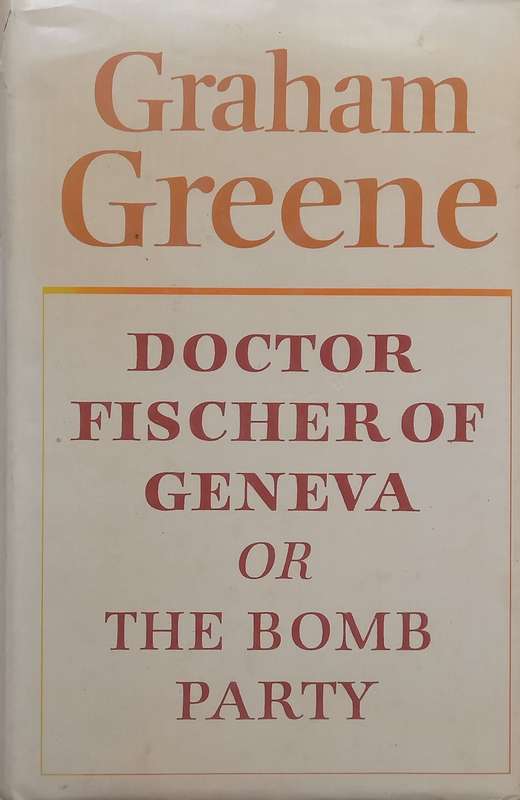 Graham
Greene
DOCTOR
FISCHER OF
GENEVA
OR
THE BOMB
PARTY